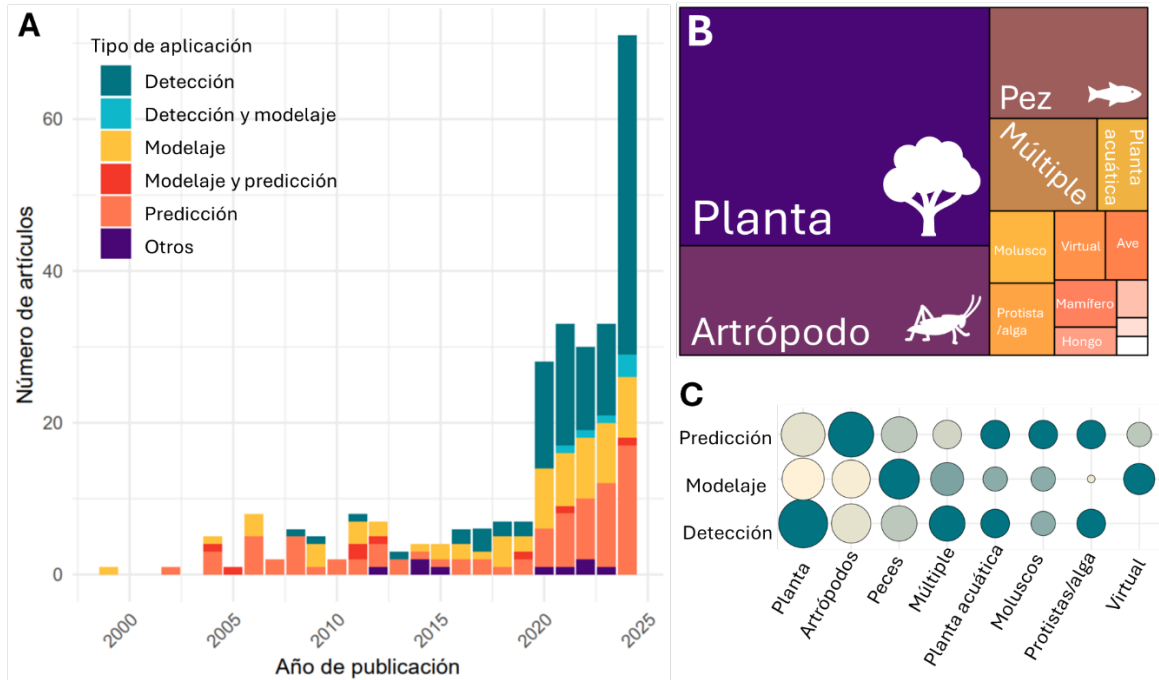 A
Tipo de aplicación
Detección
Detección y modelaje
Modelaje
Modelaje y predicción
Predicción
Otros
Número de artículos
60
40
20
0
2000
2005
2010
2015
2020
2025
Año de publicación
B
Planta
Artrópodo
Pez
Múltiple
Planta
acuática
Molusco
Virtual
Ave
Protista
/alga
Mamífero
Hongo
C
Predicción
Modelaje
Detección
Planta
Artrópodos
Peces
Múltiple
Planta acuática
Moluscos
Protistas/alga
Virtual